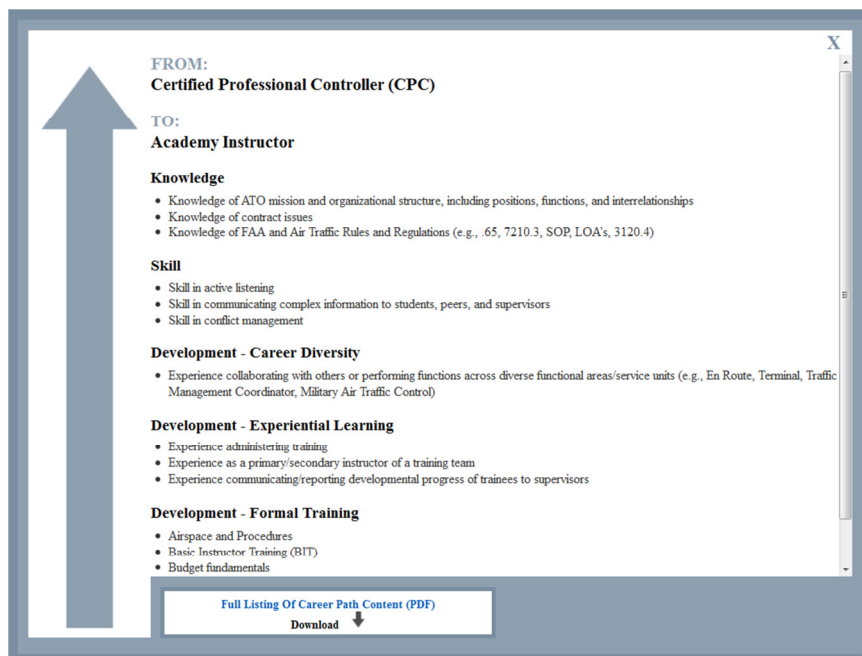 X
FROM:
Certified Professional Controller (CPC)
TO:
Academy Instructor
Knowledge
• Knowledge of ATO mission and organizational structure, including positions, functions, and interrelationships
• Knowledge of contract issues
• Knowledge of FAA and Air Traffic Rules and Regulations (e.g., .65, 7210.3, SOP, LOA's, 3120.4)
Skill
• Skill in active listening
• Skill in communicating complex information to students, peers, and supervisors
• Skill in conflict management
Development - Career Diversity
• Experience collaborating with others or performing functions across diverse functional areas/service units (e.g., En Route, Terminal, Traffic
Management Coordinator, Military Air Traffic Control)
Development - Experiential Learning
• Experience administering training
• Experience as a primary/secondary instructor of a training team
• Experience communicating/reporting developmental progress of trainees to supervisors
Development - Formal Training
• Airspace and Procedures
• Basic Instructor Training (BIT)
• Budget fundamentals
Full Listing Of Career Path Content (PDF)
Download